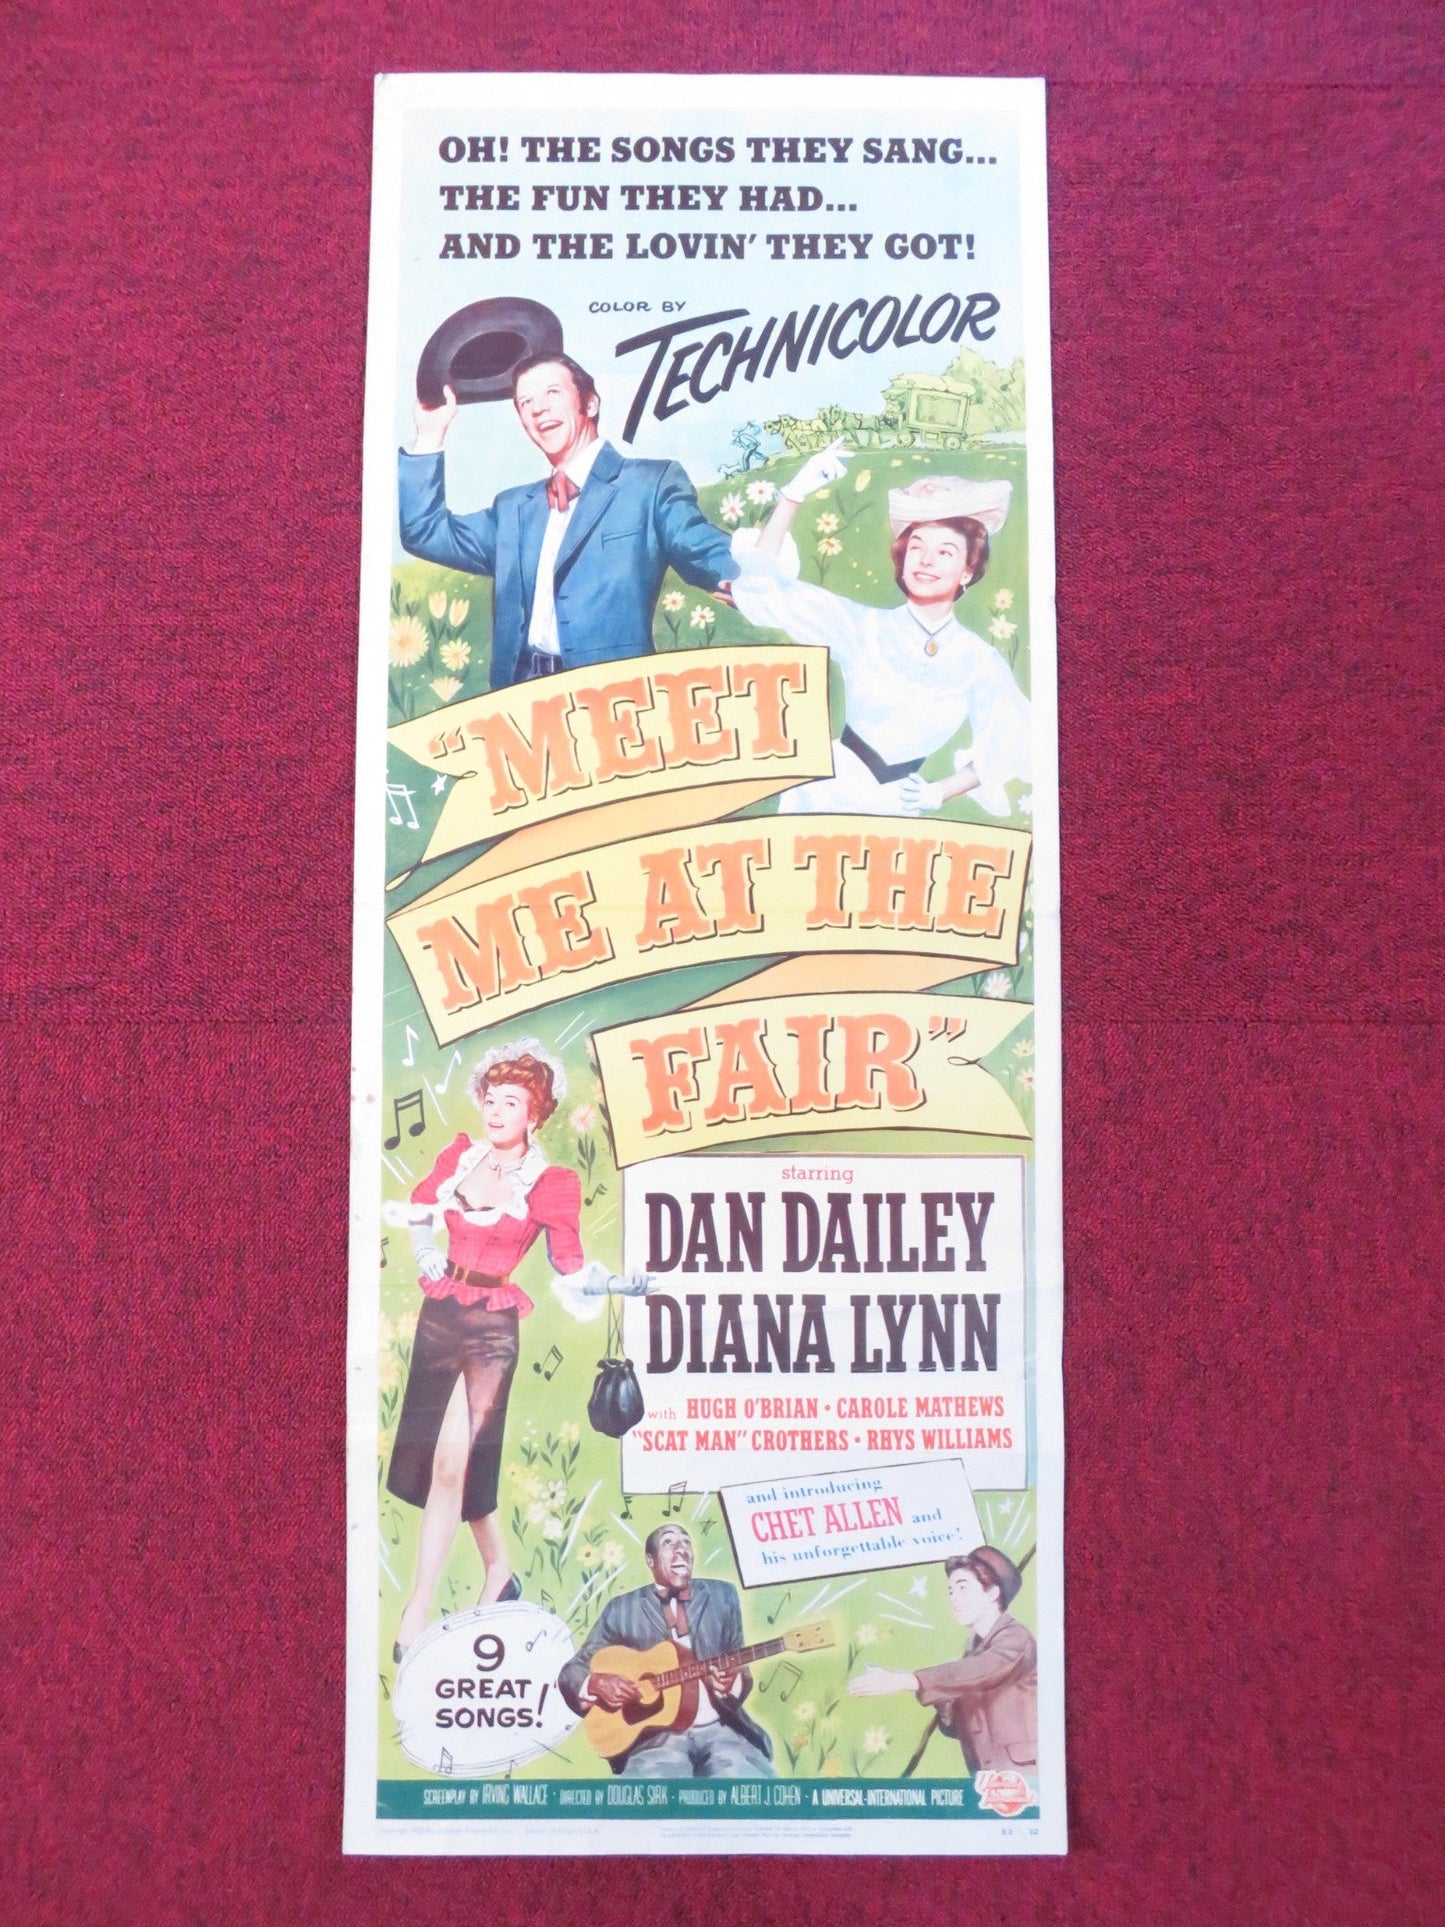 OH! THE SONGS THEY SANG...
THE FUN THEY HAD...
AND THE LOVIN' THEY GOT!
COLOR BY
TECHNICOLOR
"MEET
ME AT THE
FAIR"
starring
DAN DAILEY
DIANA LYNN
with HUGH O'BRIAN • CAROLE MATHEWS
"SCAT MAN" CROTHERS • RHYS WILLIAMS
and introducing
CHET ALLEN and
his unforgettable voice!
9
GREAT
SONGS!
SCREENPLAY BY IRVING WALLACE · DIRECTED BY DOUGLAS SIRK · PRODUCED BY ALBERT J. COHEN · A UNIVERSAL-INTERNATIONAL PICTURE